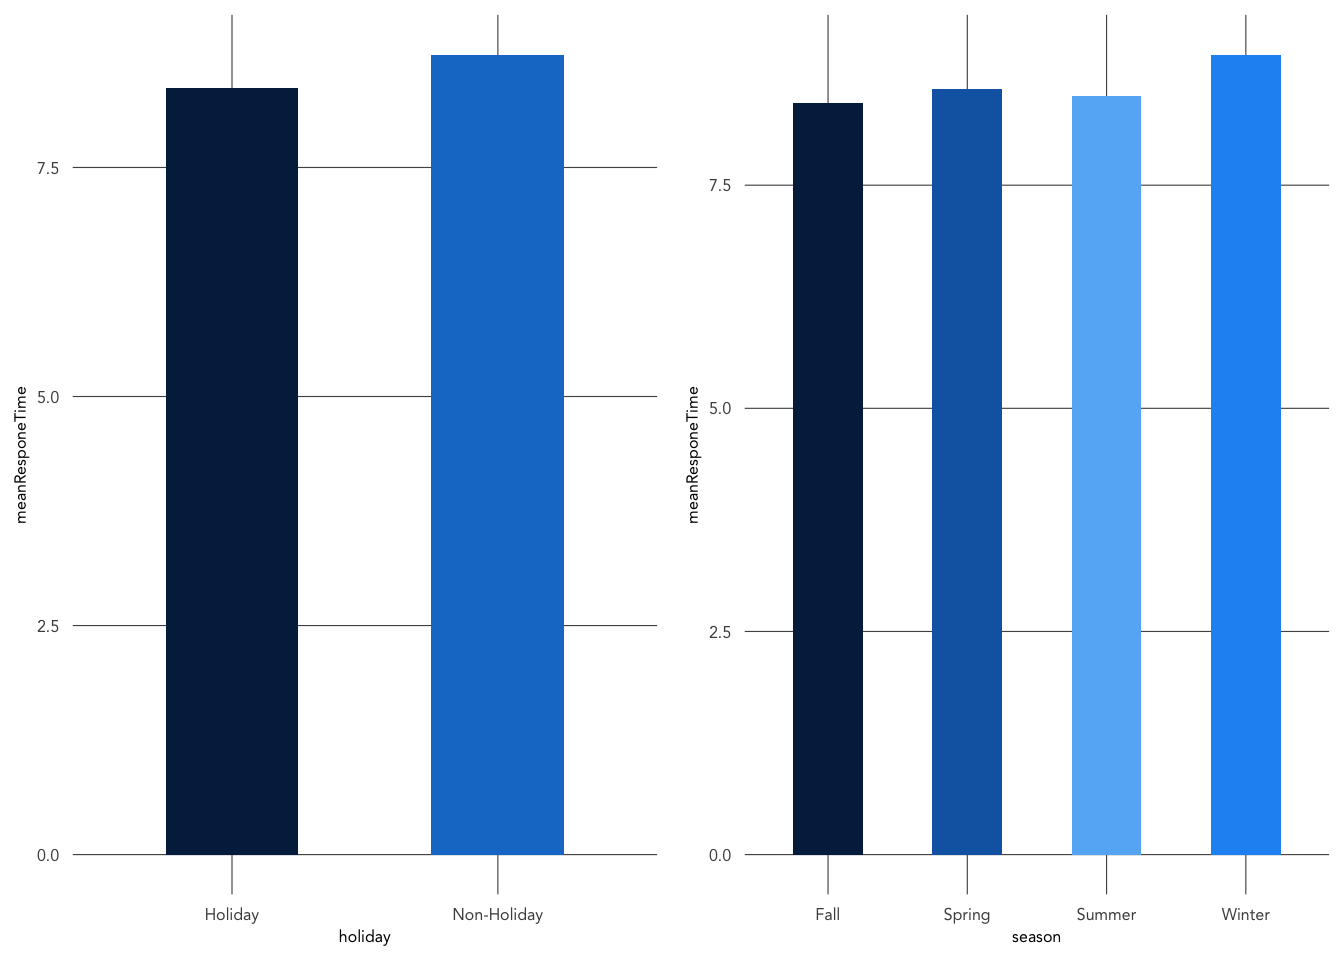 7.5
5.0
2.5
0.0
meanResponeTime
Holiday
Non-Holiday
holiday
7.5
5.0
2.5
0.0
meanResponeTime
Fall
Spring
Summer
Winter
season